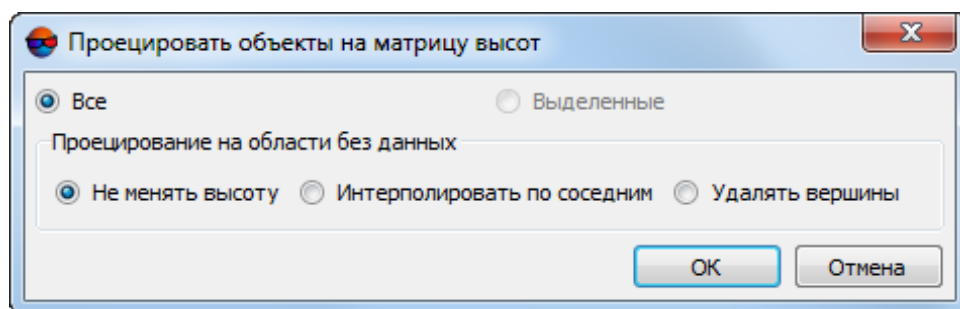 Проецировать объекты на матрицу высот
Все Выделенные
Проецирование на области без данных
Не менять высоту Интерполировать по соседним Удалять вершины
OK Отмена